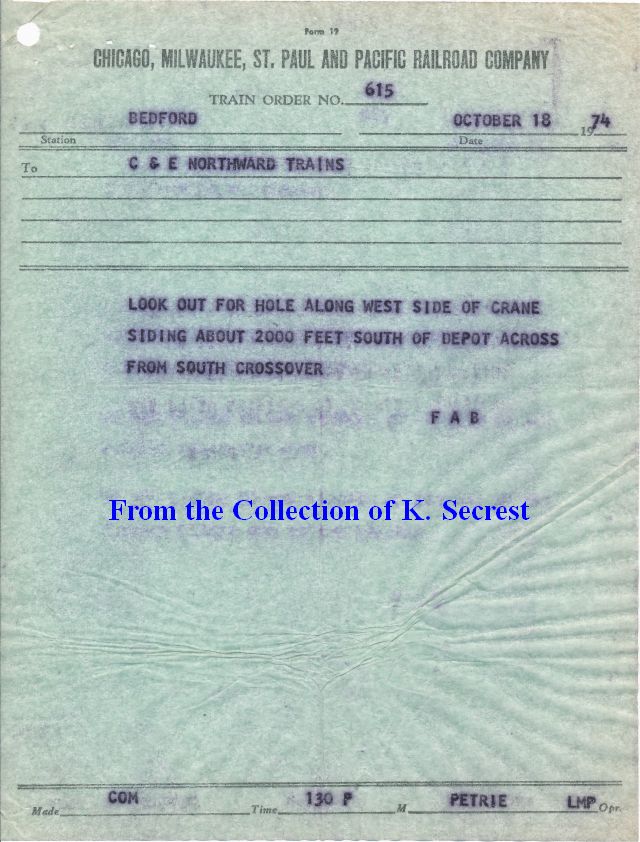 Form 19
CHICAGO, MILWAUKEE, ST. PAUL AND PACIFIC RAILROAD COMPANY
TRAIN ORDER NO. 615
BEDFORD OCTOBER 18 1974
Station Date
To C & E NORTHWARD TRAINS
LOOK OUT FOR HOLE ALONG WEST SIDE OF CRANE
SIDING ABOUT 2000 FEET SOUTH OF DEPOT ACROSS
FROM SOUTH CROSSOVER
F A B
From the Collection of K. Secrest
Made COM Time 130 P M PETRIE LMP Opr.